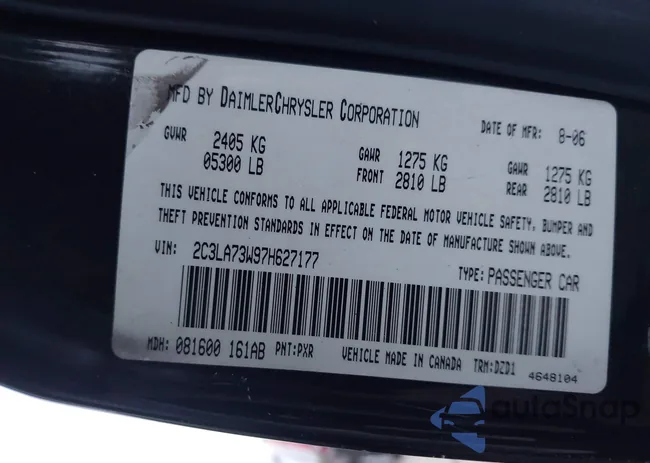 MFD BY DAIMLERCHRYSLER CORPORATION
DATE OF MFR: 8-06
GVWR 2405 KG
05300 LB
GAWR 1275 KG
FRONT 2810 LB
GAWR 1275 KG
REAR 2810 LB
THIS VEHICLE CONFORMS TO ALL APPLICABLE FEDERAL MOTOR VEHICLE SAFETY, BUMPER AND
THEFT PREVENTION STANDARDS IN EFFECT ON THE DATE OF MANUFACTURE SHOWN ABOVE.
VIN: 2C3LA73W97H627177
TYPE: PASSENGER CAR
MDH: 081600 161AB PNT:PXR VEHICLE MADE IN CANADA TRM:DZD1
4648104
autoSnap